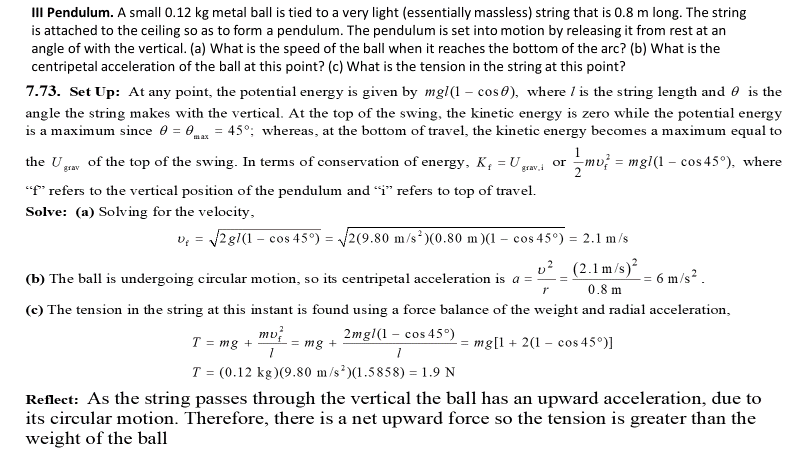 III Pendulum. A small 0.12 kg metal ball is tied to a very light (essentially massless) string that is 0.8 m long. The string
is attached to the ceiling so as to form a pendulum. The pendulum is set into motion by releasing it from rest at an
angle of with the vertical. (a) What is the speed of the ball when it reaches the bottom of the arc? (b) What is the
centripetal acceleration of the ball at this point? (c) What is the tension in the string at this point?
7.73. Set Up: At any point, the potential energy is given by mgl(1 − cosθ), where l is the string length and θ is the
angle the string makes with the vertical. At the top of the swing, the kinetic energy is zero while the potential energy
is a maximum since θ = θ_max = 45°; whereas, at the bottom of travel, the kinetic energy becomes a maximum equal to
the U_grav of the top of the swing. In terms of conservation of energy, K_f = U_grav,i or 1/2 mυ_f² = mgl(1 − cos45°), where
“f” refers to the vertical position of the pendulum and “i” refers to top of travel.
Solve: (a) Solving for the velocity,
υ_f = √(2gl(1 − cos 45°)) = √(2(9.80 m/s²)(0.80 m)(1 − cos 45°)) = 2.1 m/s
(b) The ball is undergoing circular motion, so its centripetal acceleration is a = υ²/r = (2.1 m/s)²/0.8 m = 6 m/s².
(c) The tension in the string at this instant is found using a force balance of the weight and radial acceleration,
T = mg + mυ_f²/l = mg + 2mgl(1 − cos 45°)/l = mg[1 + 2(1 − cos 45°)]
T = (0.12 kg)(9.80 m/s²)(1.5858) = 1.9 N
Reflect: As the string passes through the vertical the ball has an upward acceleration, due to
its circular motion. Therefore, there is a net upward force so the tension is greater than the
weight of the ball